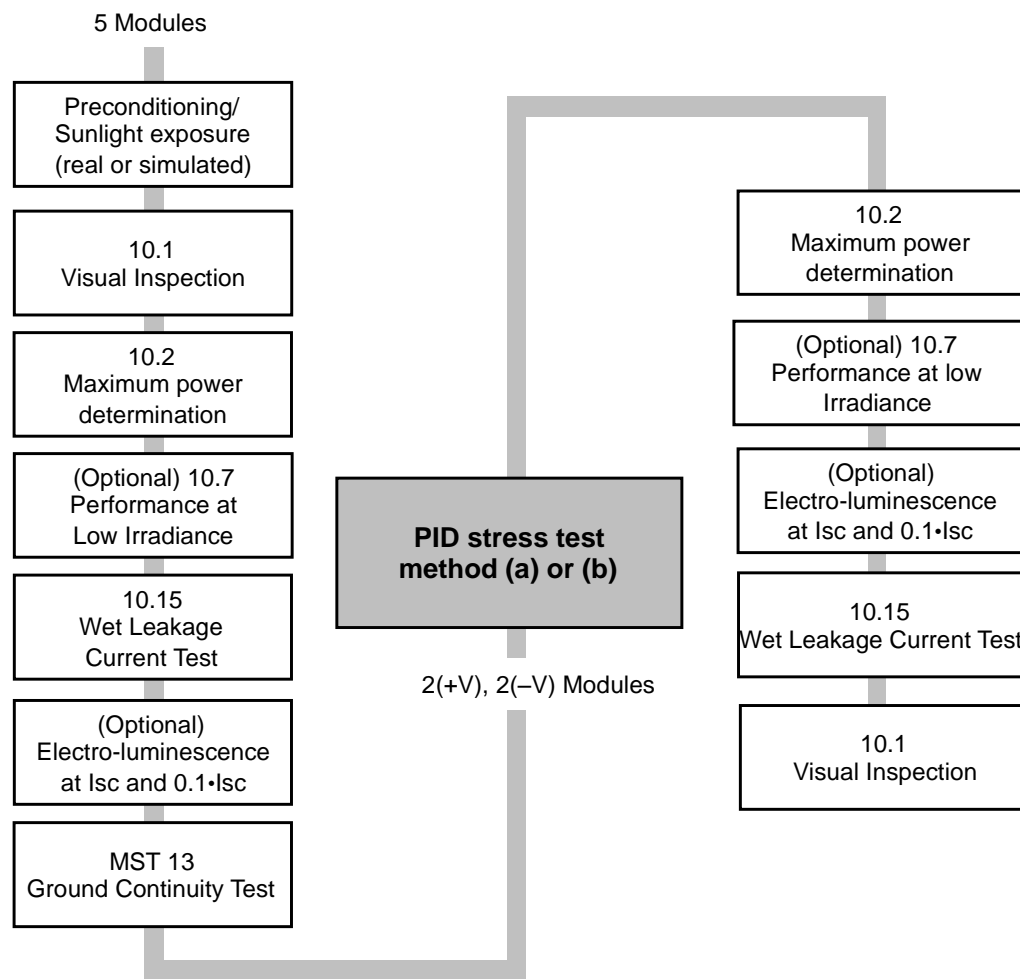 5 Modules
Preconditioning/
Sunlight exposure
(real or simulated)
10.1
Visual Inspection
10.2
Maximum power
determination
(Optional) 10.7
Performance at
Low Irradiance
10.15
Wet Leakage
Current Test
(Optional)
Electro-luminescence
at Isc and 0.1•Isc
MST 13
Ground Continuity Test
PID stress test
method (a) or (b)
2(+V), 2(–V) Modules
10.2
Maximum power
determination
(Optional) 10.7
Performance at low
Irradiance
(Optional)
Electro-luminescence
at Isc and 0.1•Isc
10.15
Wet Leakage Current Test
10.1
Visual Inspection